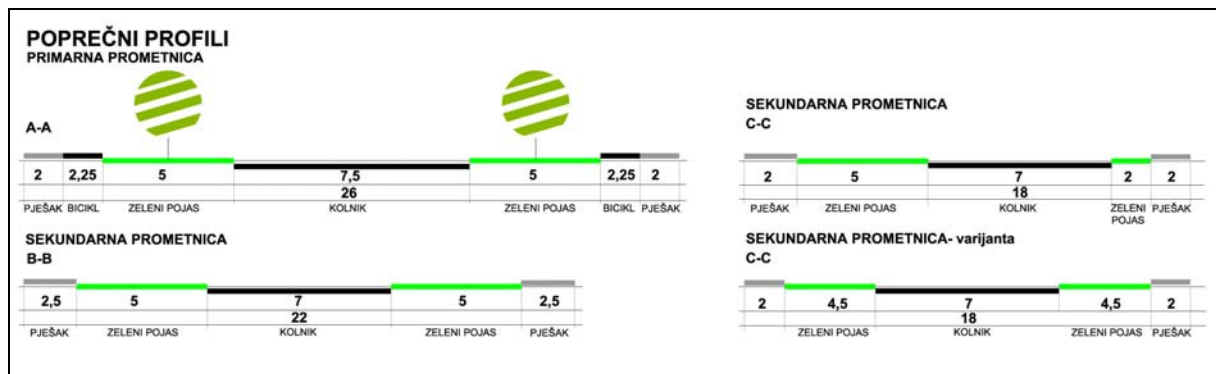 POPREČNI PROFILI
PRIMARNA PROMETNICA
A-A
2 2,25 5 7,5 5 2,25 2
26
PJEŠAK BICIKL ZELENI POJAS KOLNIK ZELENI POJAS BICIKL PJEŠAK
SEKUNDARNA PROMETNICA
B-B
2,5 5 7 5 2,5
22
PJEŠAK ZELENI POJAS KOLNIK ZELENI POJAS PJEŠAK
SEKUNDARNA PROMETNICA
C-C
2 5 7 2 2
18
PJEŠAK ZELENI POJAS KOLNIK ZELENI PJEŠAK
POJAS
SEKUNDARNA PROMETNICA- varijanta
C-C
2 4,5 7 4,5 2
18
PJEŠAK ZELENI POJAS KOLNIK ZELENI POJAS PJEŠAK